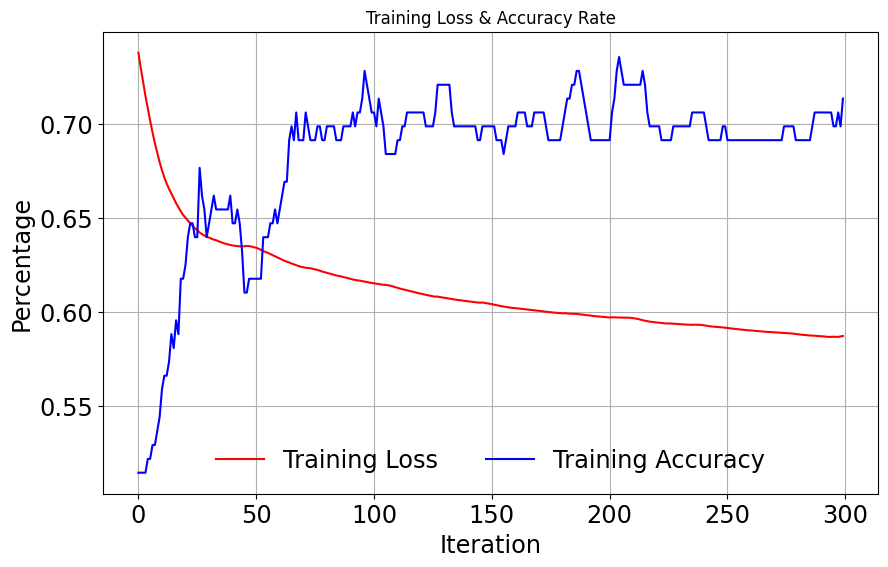 Training Loss & Accuracy Rate
Percentage
0.70
0.65
0.60
0.55
Training Loss Training Accuracy
0 50 100 150 200 250 300
Iteration